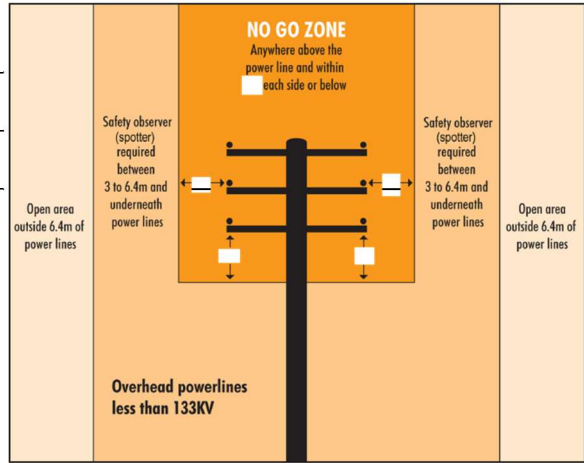 NO GO ZONE
Anywhere above the
power line and within
each side or below
Safety observer
(spotter)
required
between
3 to 6.4m and
underneath
power lines
Safety observer
(spotter)
required
between
3 to 6.4m and
underneath
power lines
Open area
outside 6.4m of
power lines
Open area
outside 6.4m of
power lines
Overhead powerlines
less than 133KV